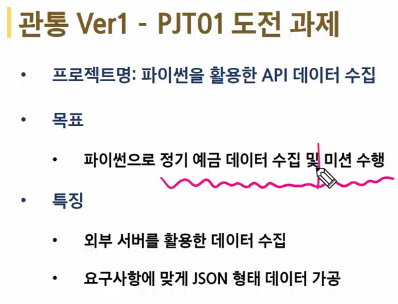 관통 Ver1 - PJT01 도전 과제
• 프로젝트명: 파이썬을 활용한 API 데이터 수집
• 목표
• 파이썬으로 정기 예금 데이터 수집 및 미션 수행
• 특징
• 외부 서버를 활용한 데이터 수집
• 요구사항에 맞게 JSON 형태 데이터 가공